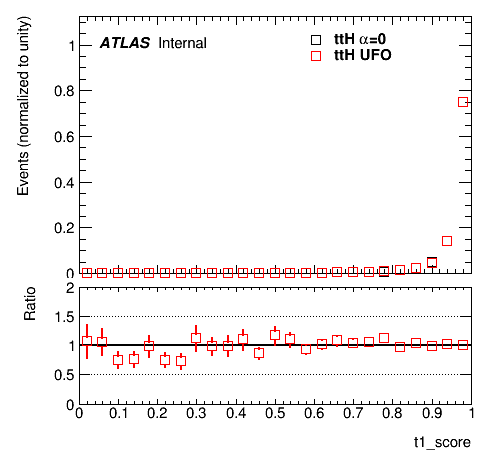 ATLAS Internal
ttH α=0
ttH UFO
Events (normalized to unity)
1
0.8
0.6
0.4
0.2
0
Ratio
2
1.5
1
0.5
0
0 0.1 0.2 0.3 0.4 0.5 0.6 0.7 0.8 0.9 1
t1_score